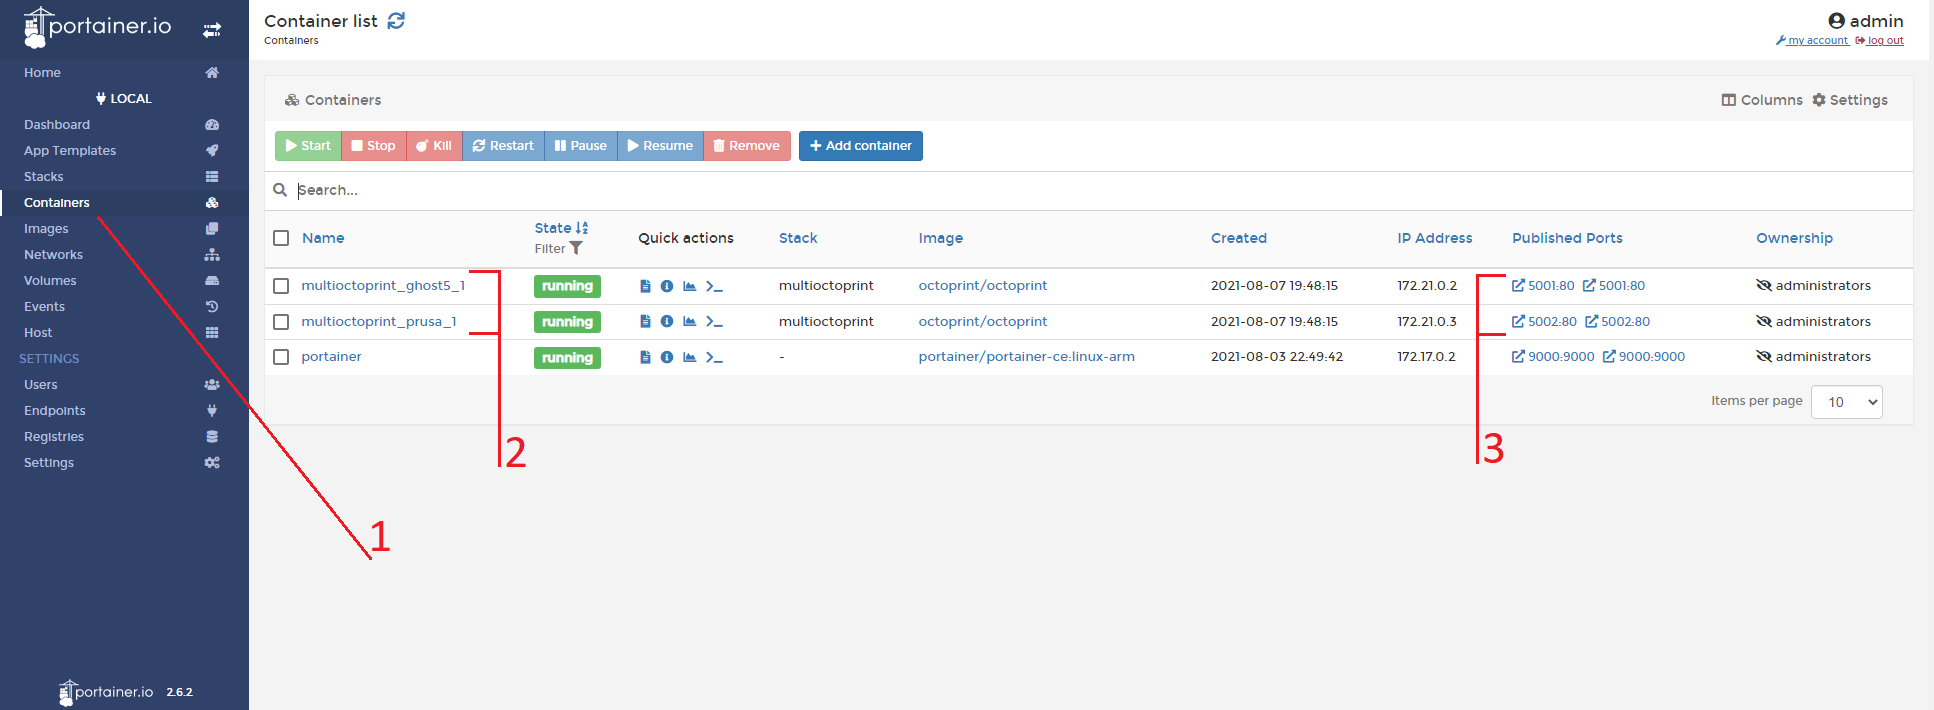 portainer.io
Container list
Containers
admin
my account log out
Home
LOCAL
Dashboard
App Templates
Stacks
Containers
Images
Networks
Volumes
Events
Host
SETTINGS
Users
Endpoints
Registries
Settings
portainer.io 2.6.2
Containers
Columns Settings
Start Stop Kill Restart Pause Resume Remove Add container
Search...
Name State Filter Quick actions Stack Image Created IP Address Published Ports Ownership
multioctoprint_ghost5_1 running multioctoprint octoprint/octoprint 2021-08-07 19:48:15 172.21.0.2 5001:80 5001:80 administrators
multioctoprint_prusa_1 running multioctoprint octoprint/octoprint 2021-08-07 19:48:15 172.21.0.3 5002:80 5002:80 administrators
portainer running - portainer/portainer-ce:linux-arm 2021-08-03 22:49:42 172.17.0.2 9000:9000 9000:9000 administrators
Items per page 10
1
2
3